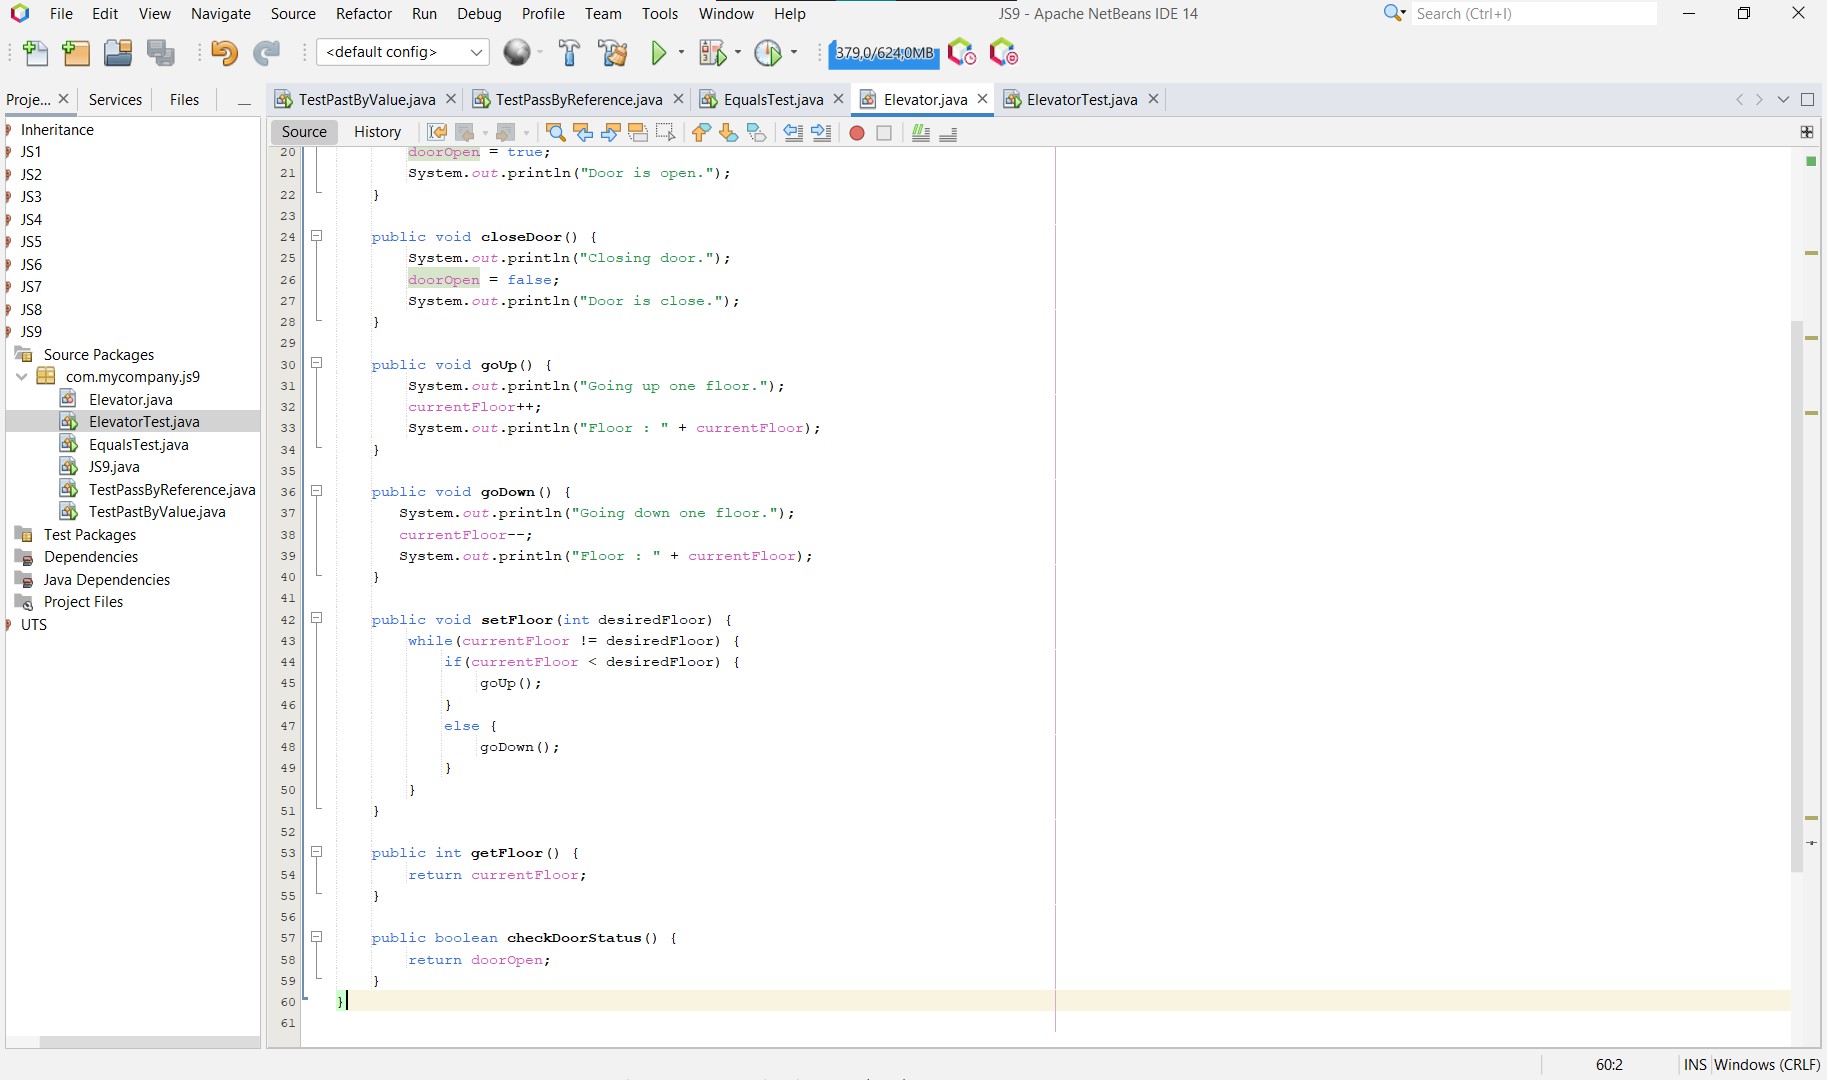 File Edit View Navigate Source Refactor Run Debug Profile Team Tools Window Help JS9 - Apache NetBeans IDE 14 Search (Ctrl+I)
<default config> 379,0/624,0MB
Proje... Services Files TestPastByValue.java TestPassByReference.java EqualsTest.java Elevator.java ElevatorTest.java
Source History
Inheritance
JS1
JS2
JS3
JS4
JS5
JS6
JS7
JS8
JS9
Source Packages
com.mycompany.js9
Elevator.java
ElevatorTest.java
EqualsTest.java
JS9.java
TestPassByReference.java
TestPastByValue.java
Test Packages
Dependencies
Java Dependencies
Project Files
UTS
20 doorOpen = true;
21 System.out.println("Door is open.");
22 }
23
24 public void closeDoor() {
25 System.out.println("Closing door.");
26 doorOpen = false;
27 System.out.println("Door is close.");
28 }
29
30 public void goUp() {
31 System.out.println("Going up one floor.");
32 currentFloor++;
33 System.out.println("Floor : " + currentFloor);
34 }
35
36 public void goDown() {
37 System.out.println("Going down one floor.");
38 currentFloor--;
39 System.out.println("Floor : " + currentFloor);
40 }
41
42 public void setFloor(int desiredFloor) {
43 while(currentFloor != desiredFloor) {
44 if(currentFloor < desiredFloor) {
45 goUp();
46 }
47 else {
48 goDown();
49 }
50 }
51 }
52
53 public int getFloor() {
54 return currentFloor;
55 }
56
57 public boolean checkDoorStatus() {
58 return doorOpen;
59 }
60 }
61
60:2 INS Windows (CRLF)